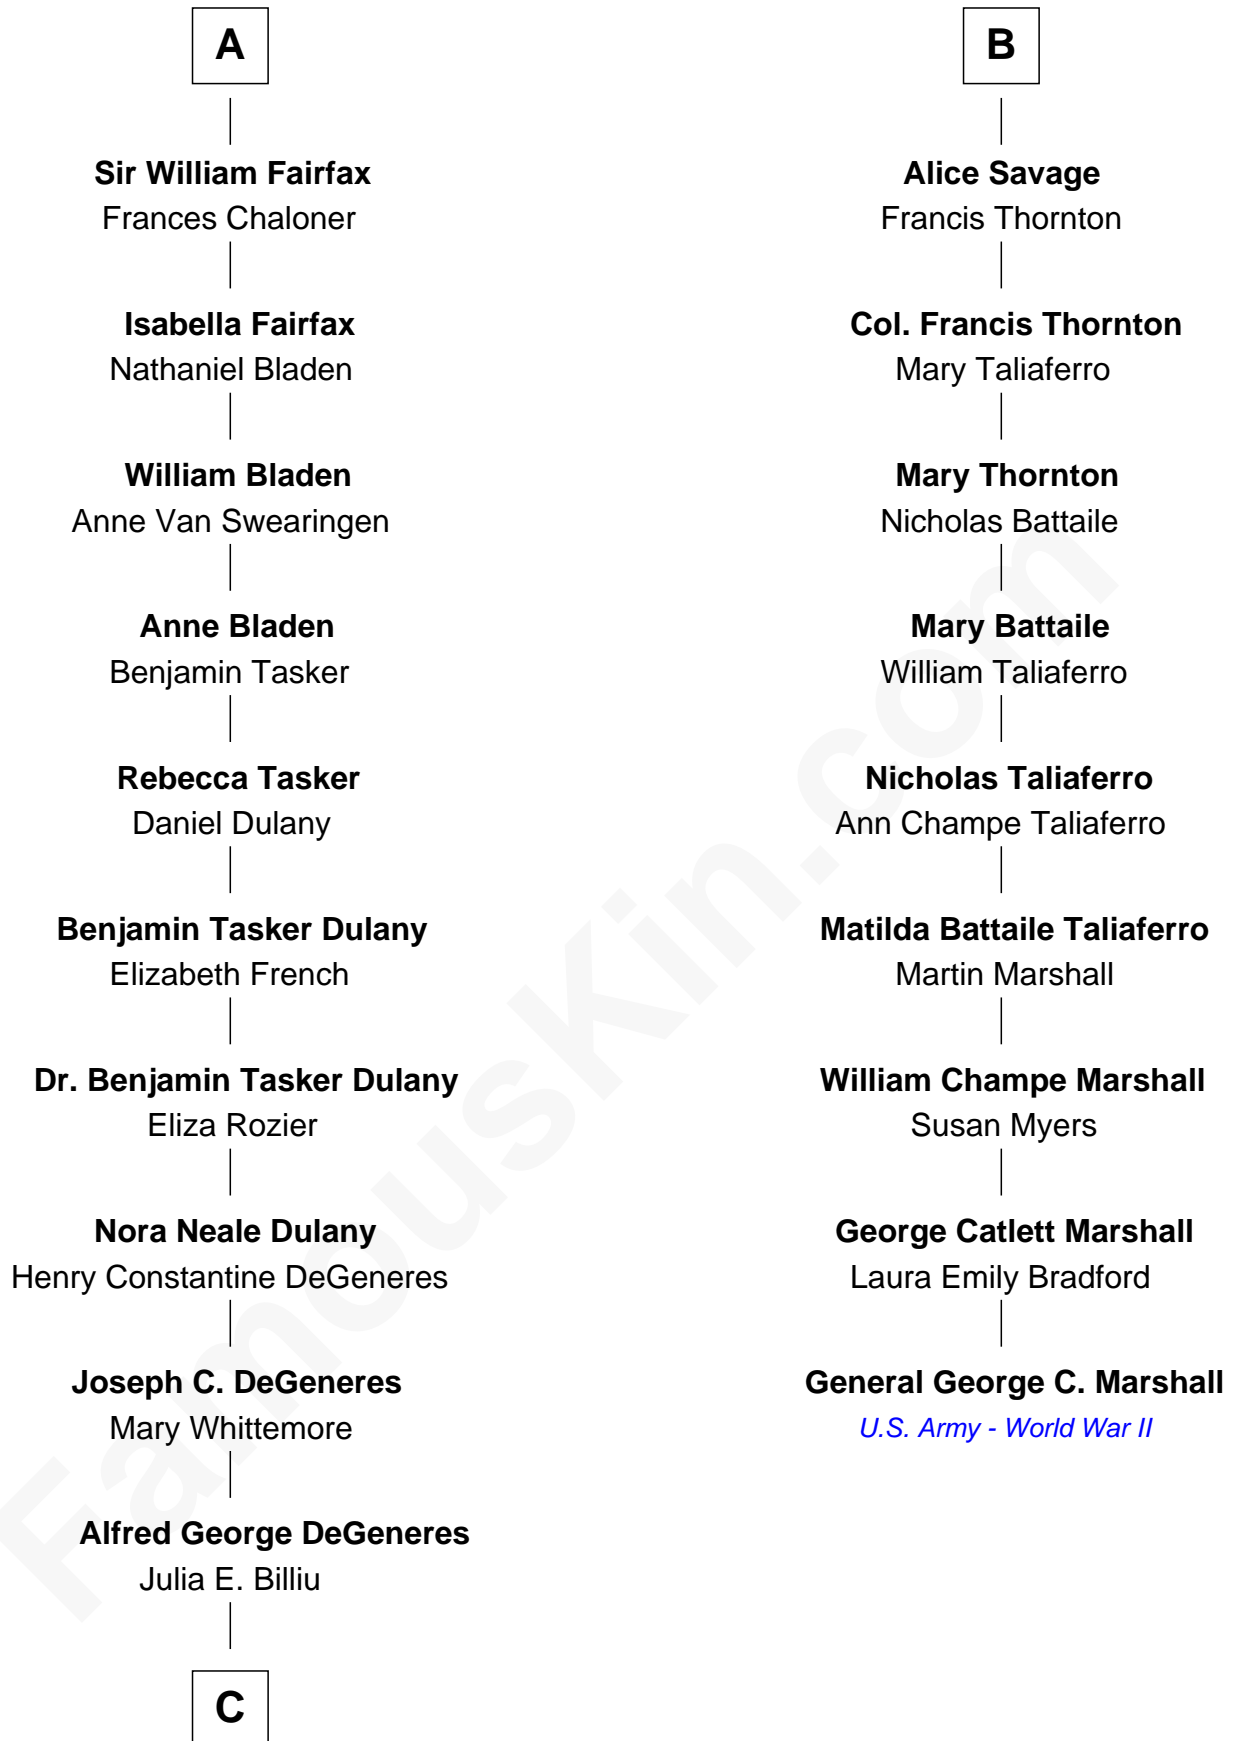 A
Sir William Fairfax
Frances Chaloner
Isabella Fairfax
Nathaniel Bladen
William Bladen
Anne Van Swearingen
Anne Bladen
Benjamin Tasker
Rebecca Tasker
Daniel Dulany
Benjamin Tasker Dulany
Elizabeth French
Dr. Benjamin Tasker Dulany
Eliza Rozier
Nora Neale Dulany
Henry Constantine DeGeneres
Joseph C. DeGeneres
Mary Whittemore
Alfred George DeGeneres
Julia E. Billiu
C
B
Alice Savage
Francis Thornton
Col. Francis Thornton
Mary Taliaferro
Mary Thornton
Nicholas Battaile
Mary Battaile
William Taliaferro
Nicholas Taliaferro
Ann Champe Taliaferro
Matilda Battaile Taliaferro
Martin Marshall
William Champe Marshall
Susan Myers
George Catlett Marshall
Laura Emily Bradford
General George C. Marshall
U.S. Army - World War II
FamousKin.com